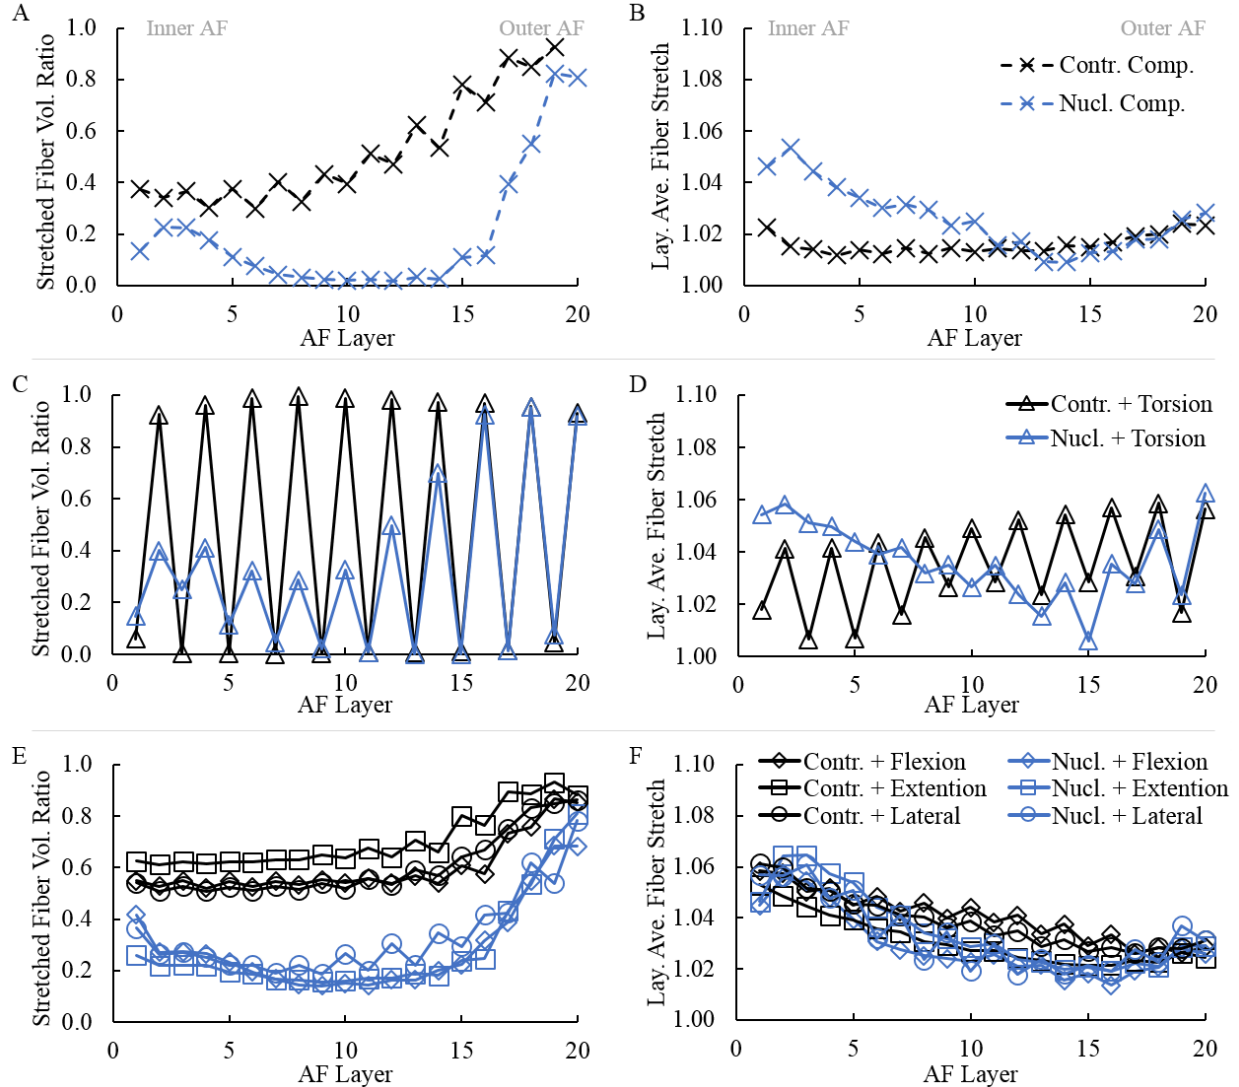 A
B
Inner AF
Outer AF
Inner AF
Outer AF
Stretched Fiber Vol. Ratio
1.0
0.8
0.6
0.4
0.2
0.0
0
5
10
15
20
AF Layer
Lay. Ave. Fiber Stretch
1.10
1.08
1.06
1.04
1.02
1.00
0
5
10
15
20
AF Layer
Contr. Comp.
Nucl. Comp.
C
D
Stretched Fiber Vol. Ratio
1.0
0.8
0.6
0.4
0.2
0.0
0
5
10
15
20
AF Layer
Lay. Ave. Fiber Stretch
1.10
1.08
1.06
1.04
1.02
1.00
0
5
10
15
20
AF Layer
Contr. + Torsion
Nucl. + Torsion
E
F
Stretched Fiber Vol. Ratio
1.0
0.8
0.6
0.4
0.2
0.0
0
5
10
15
20
AF Layer
Lay. Ave. Fiber Stretch
1.10
1.08
1.06
1.04
1.02
1.00
0
5
10
15
20
AF Layer
Contr. + Flexion
Nucl. + Flexion
Contr. + Extention
Nucl. + Extention
Contr. + Lateral
Nucl. + Lateral